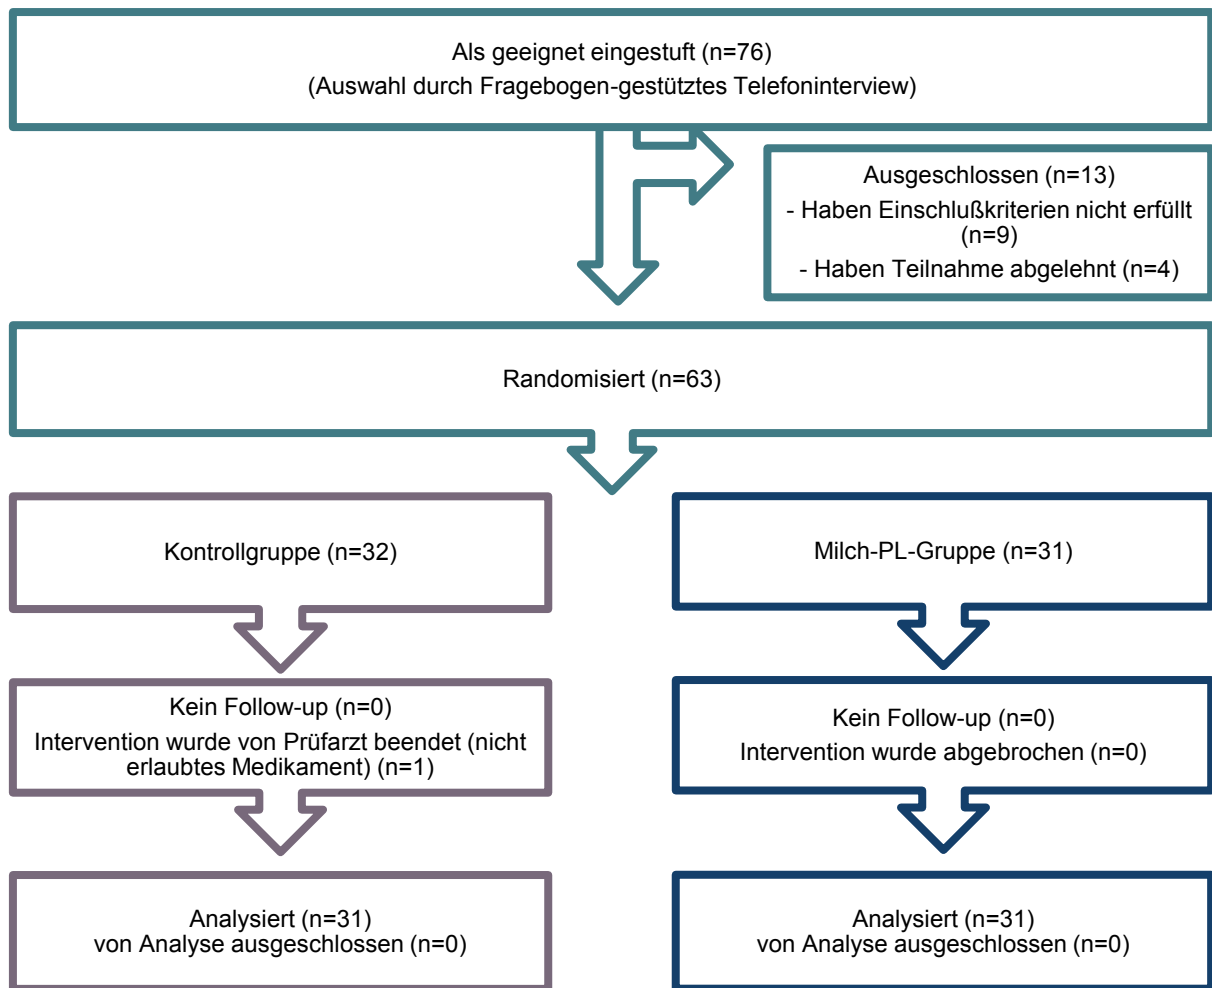 Als geeignet eingestuft (n=76)
(Auswahl durch Fragebogen-gestütztes Telefoninterview)
Ausgeschlossen (n=13)
- Haben Einschlußkriterien nicht erfüllt
(n=9)
- Haben Teilnahme abgelehnt (n=4)
Randomisiert (n=63)
Kontrollgruppe (n=32)
Milch-PL-Gruppe (n=31)
Kein Follow-up (n=0)
Intervention wurde von Prüfarzt beendet (nicht
erlaubtes Medikament) (n=1)
Kein Follow-up (n=0)
Intervention wurde abgebrochen (n=0)
Analysiert (n=31)
von Analyse ausgeschlossen (n=0)
Analysiert (n=31)
von Analyse ausgeschlossen (n=0)